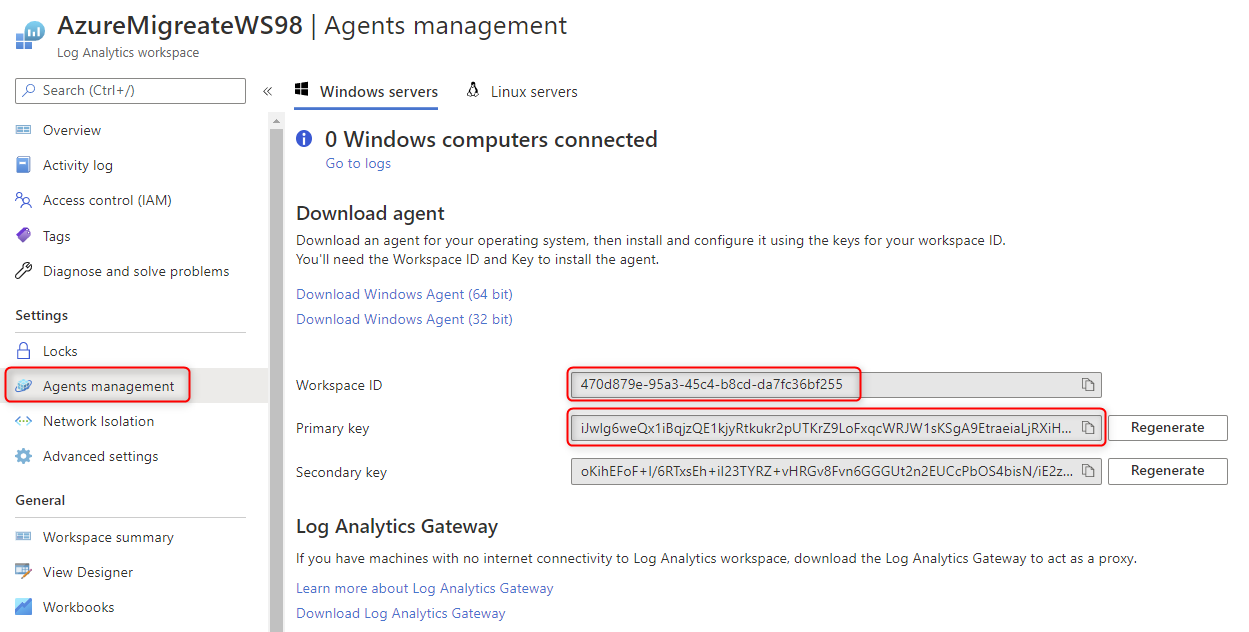 AzureMigreateWS98 | Agents management
Log Analytics workspace
Search (Ctrl+/)
«
Overview
Activity log
Access control (IAM)
Tags
Diagnose and solve problems
Settings
Locks
Agents management
Network Isolation
Advanced settings
General
Workspace summary
View Designer
Workbooks
Windows servers
Linux servers
0 Windows computers connected
Go to logs
Download agent
Download an agent for your operating system, then install and configure it using the keys for your workspace ID.
You'll need the Workspace ID and Key to install the agent.
Download Windows Agent (64 bit)
Download Windows Agent (32 bit)
Workspace ID
470d879e-95a3-45c4-b8cd-da7fc36bf255
Primary key
iJwIg6weQx1iBqjzQE1kjyRtkukr2pUTKrZ9LoFxqcWRJW1sKSgA9EtraeiaLjRXiH...
Regenerate
Secondary key
oKihEFoF+I/6RTxsEh+iI23TYRZ+vHRGv8Fvn6GGGUt2n2EUCcPbOS4bisN/iE2z...
Regenerate
Log Analytics Gateway
If you have machines with no internet connectivity to Log Analytics workspace, download the Log Analytics Gateway to act as a proxy.
Learn more about Log Analytics Gateway
Download Log Analytics Gateway